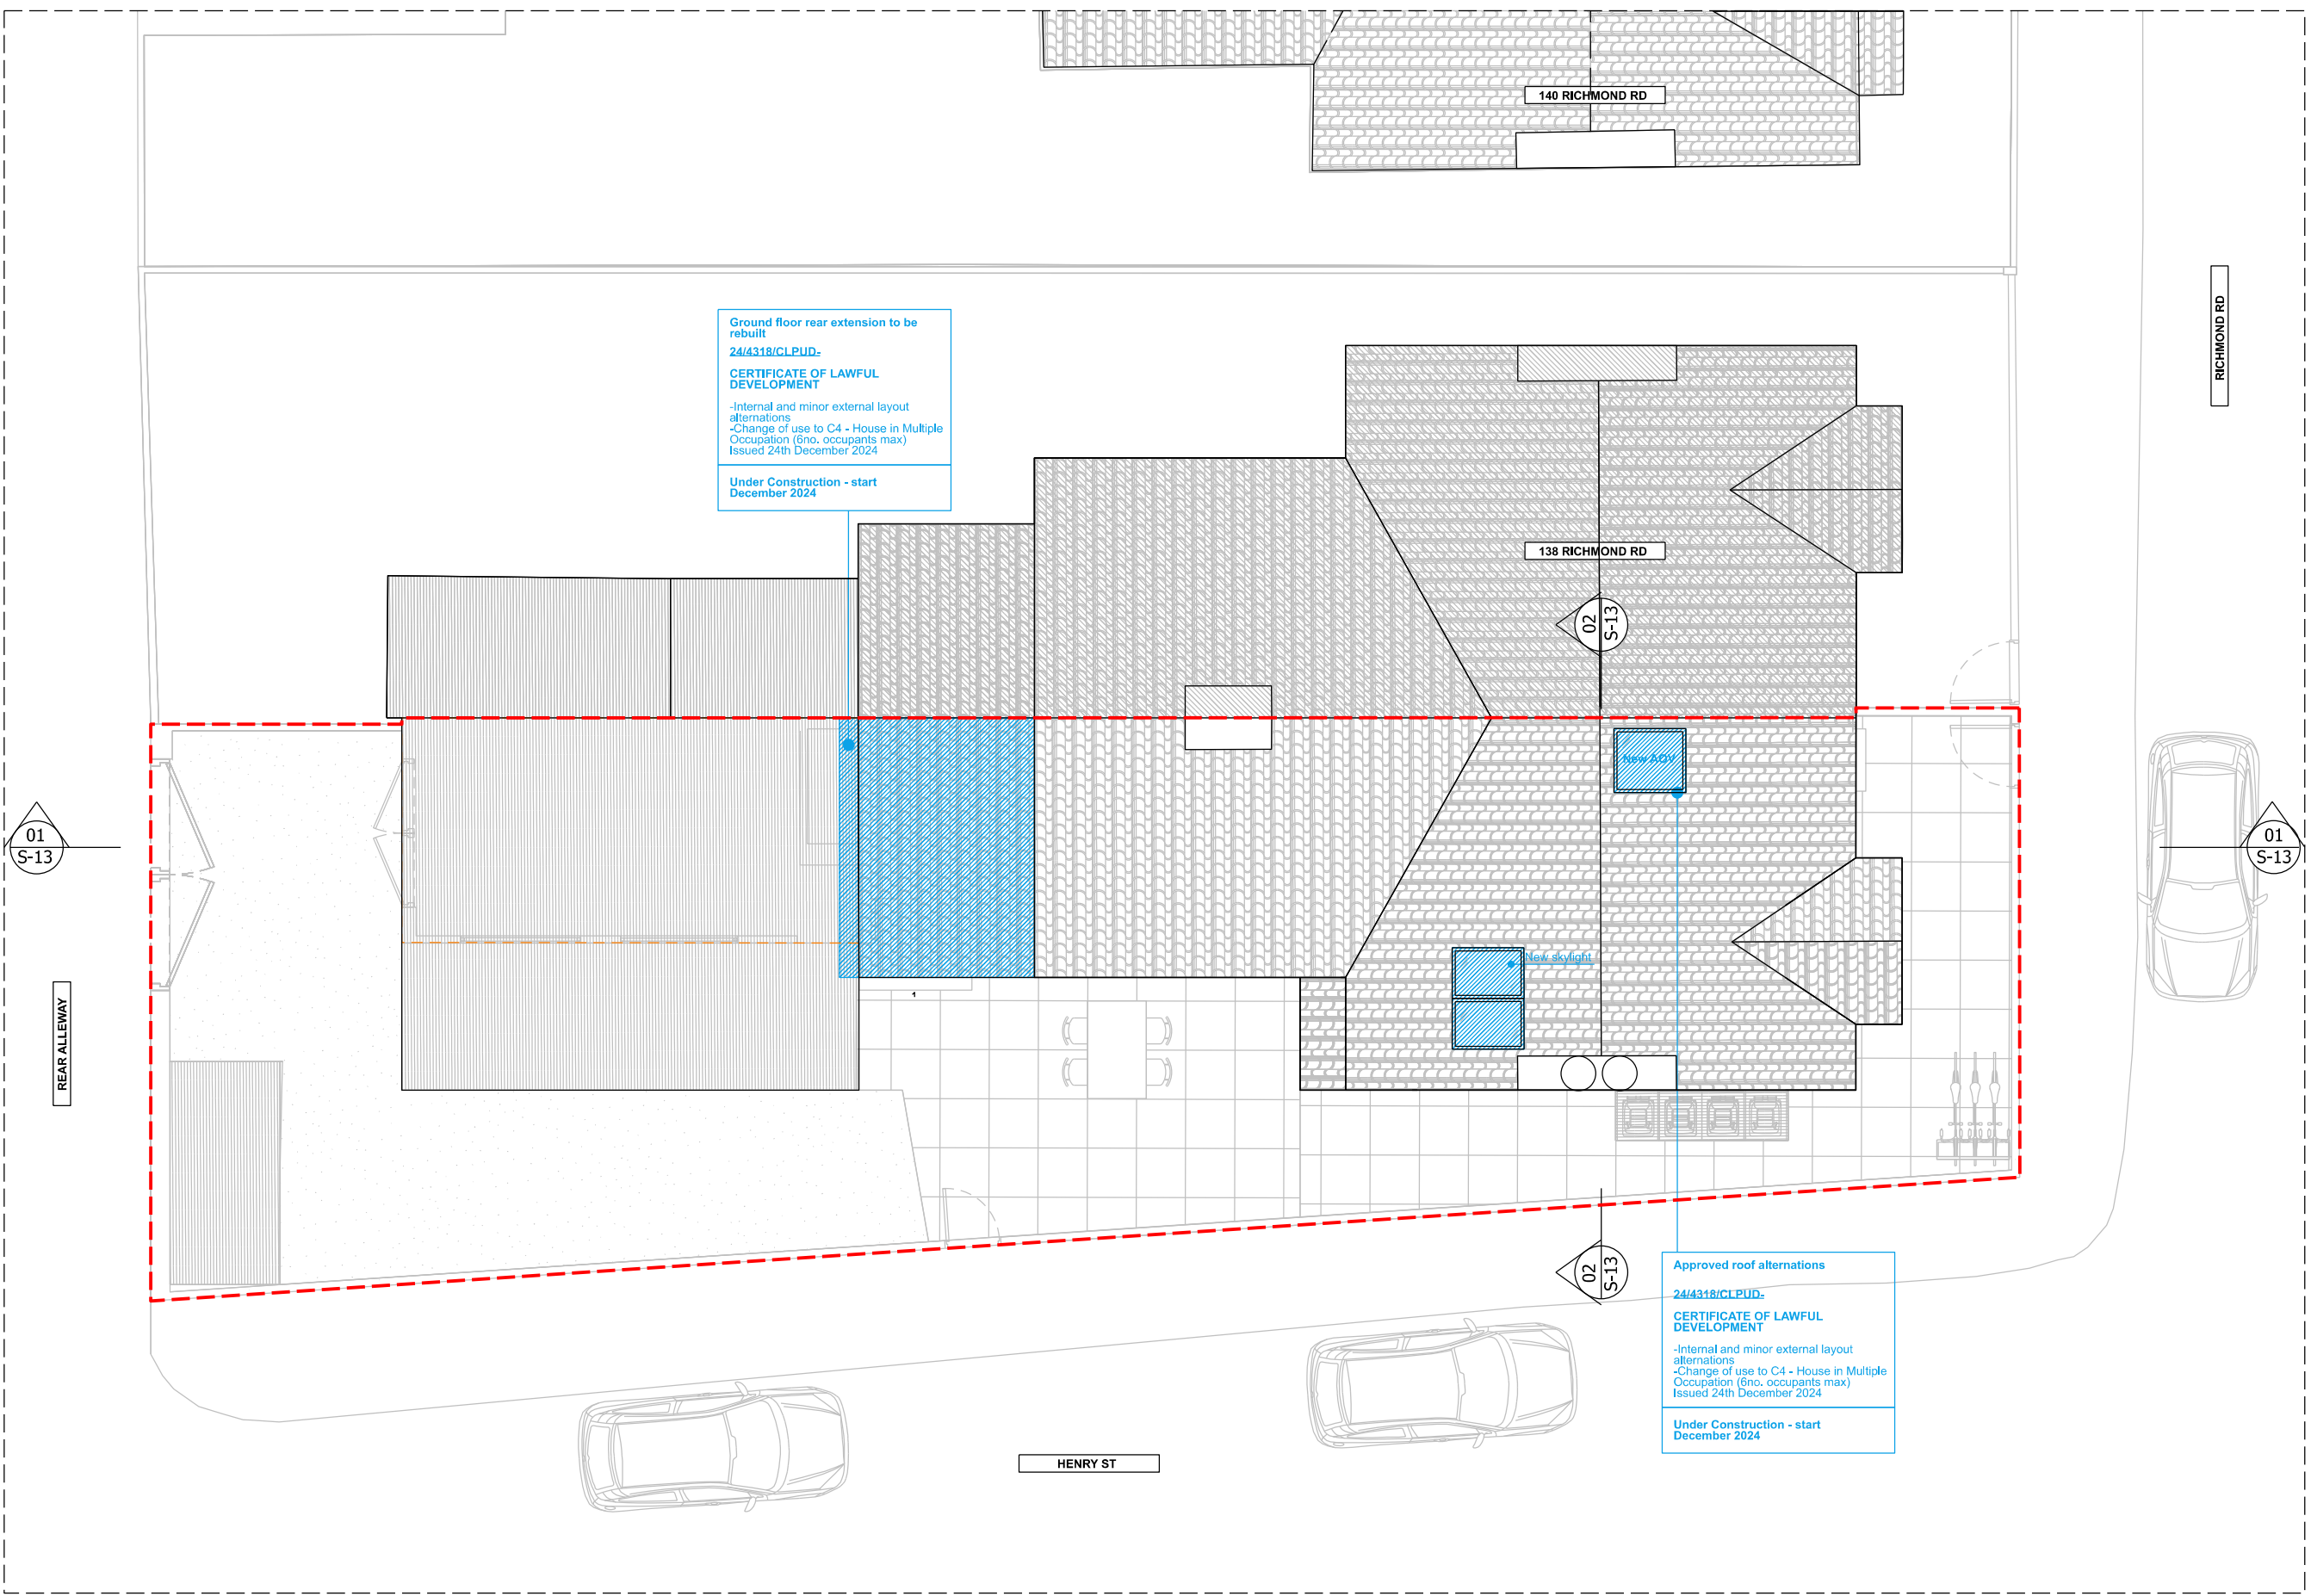 140 RICHMOND RD
RICHMOND RD
Ground floor rear extension to be
rebuilt
24/4318/CLPUD-
CERTIFICATE OF LAWFUL
DEVELOPMENT
-Internal and minor external layout
alternations
-Change of use to C4 - House in Multiple
Occupation (6no. occupants max)
Issued 24th December 2024
Under Construction - start
December 2024
138 RICHMOND RD
02
S-13
New AOV
01
S-13
01
S-13
New skylight
1
REAR ALLEWAY
02
S-13
Approved roof alternations
24/4318/CLPUD-
CERTIFICATE OF LAWFUL
DEVELOPMENT
-Internal and minor external layout
alternations
-Change of use to C4 - House in Multiple
Occupation (6no. occupants max)
Issued 24th December 2024
Under Construction - start
December 2024
HENRY ST